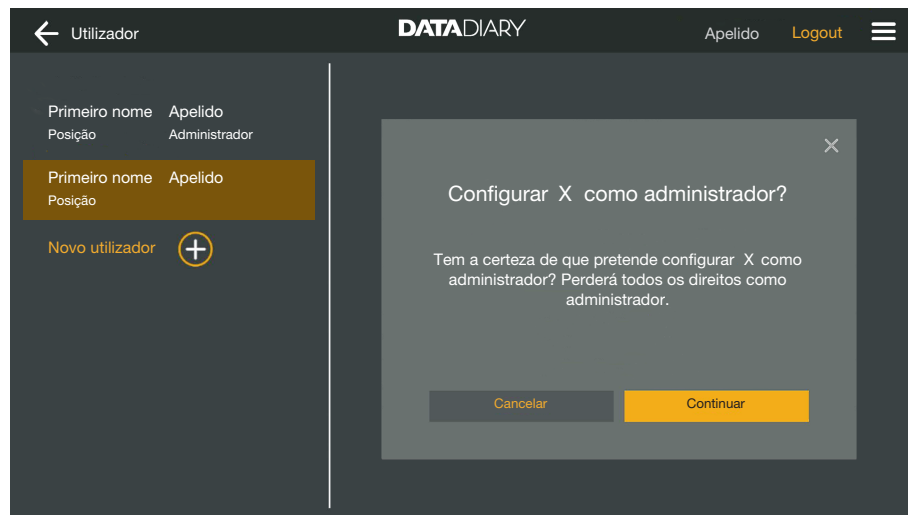 Utilizador
DATADIARY
Apelido
Logout
Primeiro nome Apelido
Posição Administrador
Primeiro nome Apelido
Posição
Novo utilizador
Configurar X como administrador?
Tem a certeza de que pretende configurar X como
administrador? Perderá todos os direitos como
administrador.
Cancelar
Continuar